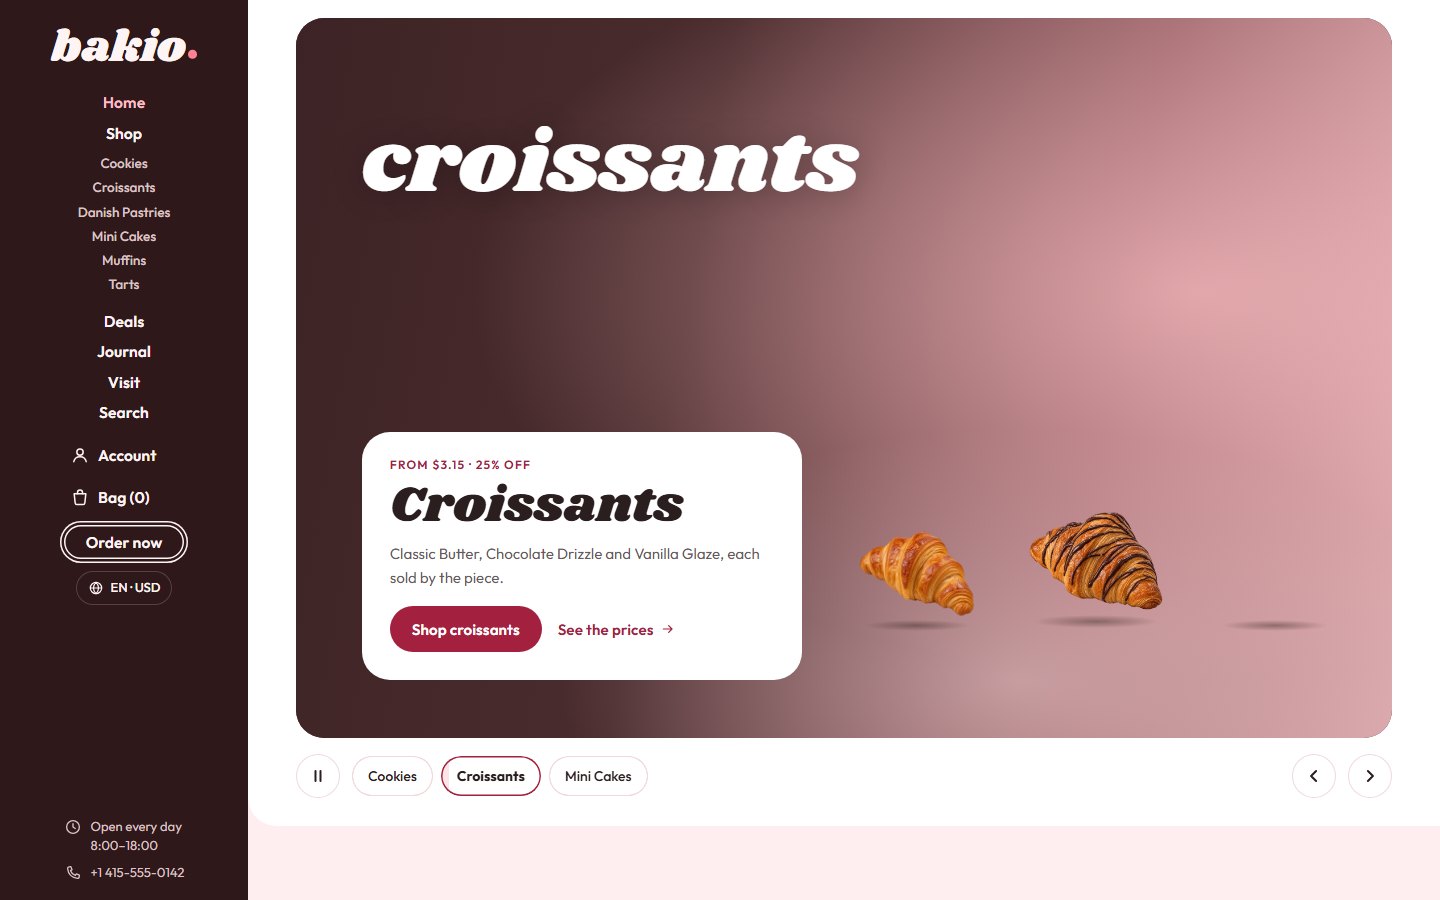 bakio.
Home
Shop
Cookies
Croissants
Danish Pastries
Mini Cakes
Muffins
Tarts
Deals
Journal
Visit
Search
Account
Bag (0)
Order now
EN · USD
Open every day
8:00–18:00
+1 415-555-0142
croissants
FROM $3.15 · 25% OFF
Croissants
Classic Butter, Chocolate Drizzle and Vanilla Glaze, each
sold by the piece.
Shop croissants
See the prices →
Cookies
Croissants
Mini Cakes